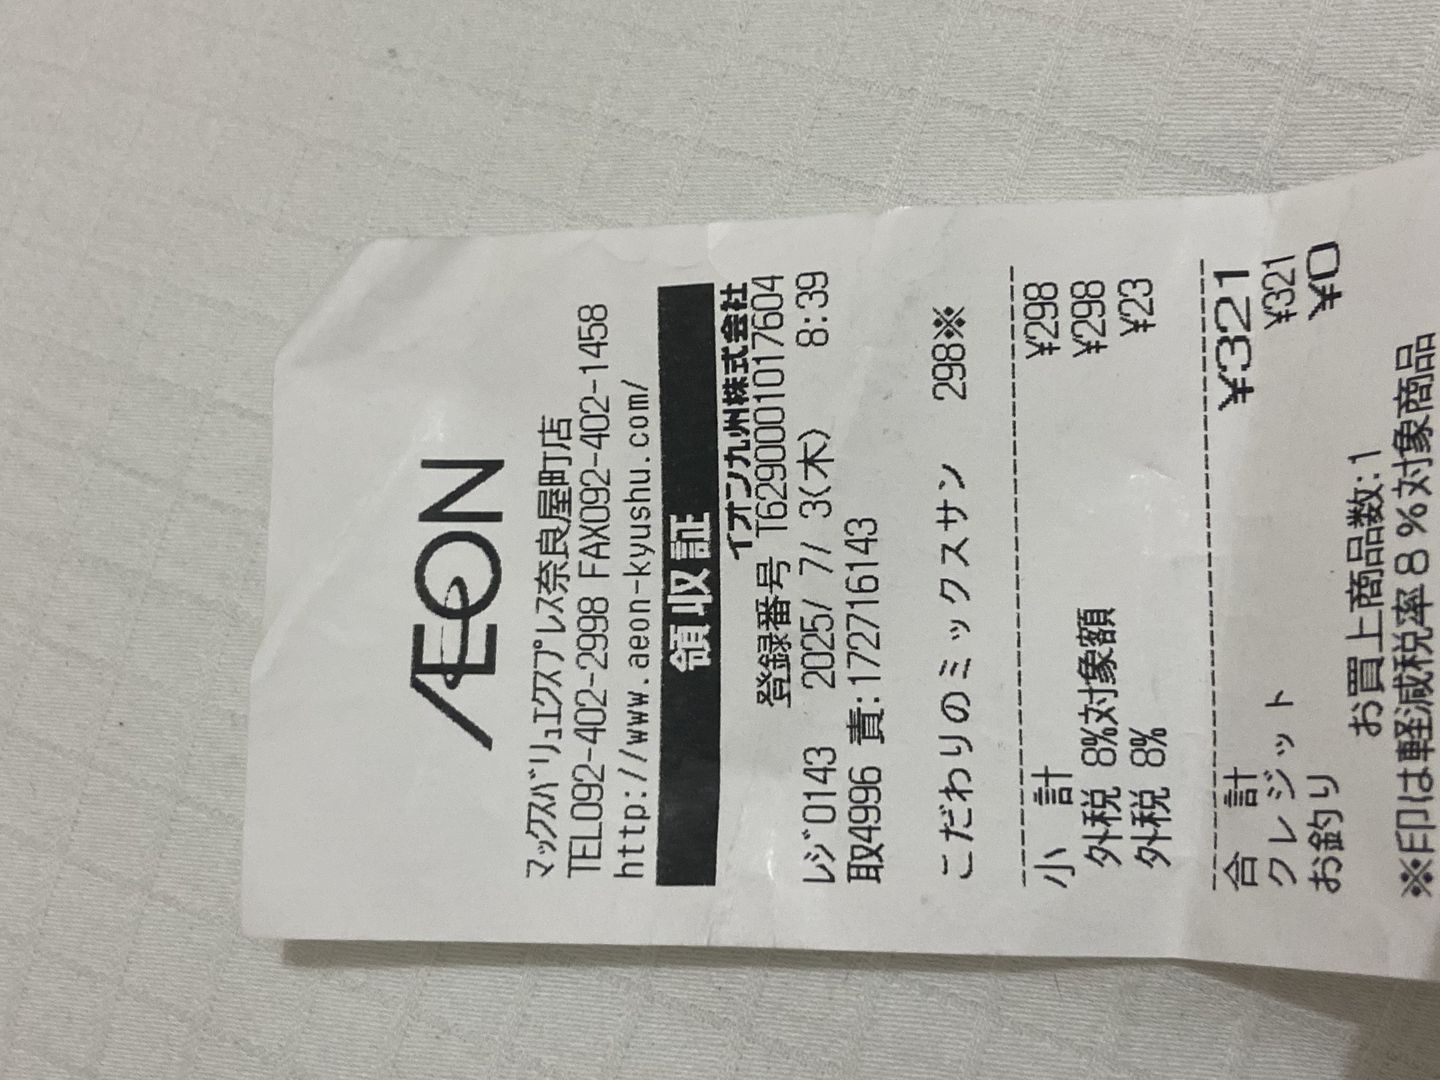 ÆON
マックスバリュエクスプレス奈良屋町店
TEL092-402-2998 FAX092-402-1458
http://www.aeon-kyushu.com/
領収証
イオン九州株式会社
登録番号 T6290001017604
レジ0143 2025/ 7/ 3(木) 8:39
取4996 責:172716143
こだわりのミックスサン 298※
小計 ¥298
外税 8%対象額 ¥298
外税 8% ¥23
合計 ¥321
クレジット ¥321
お釣り ¥0
お買上商品数:1
※印は軽減税率8%対象商品